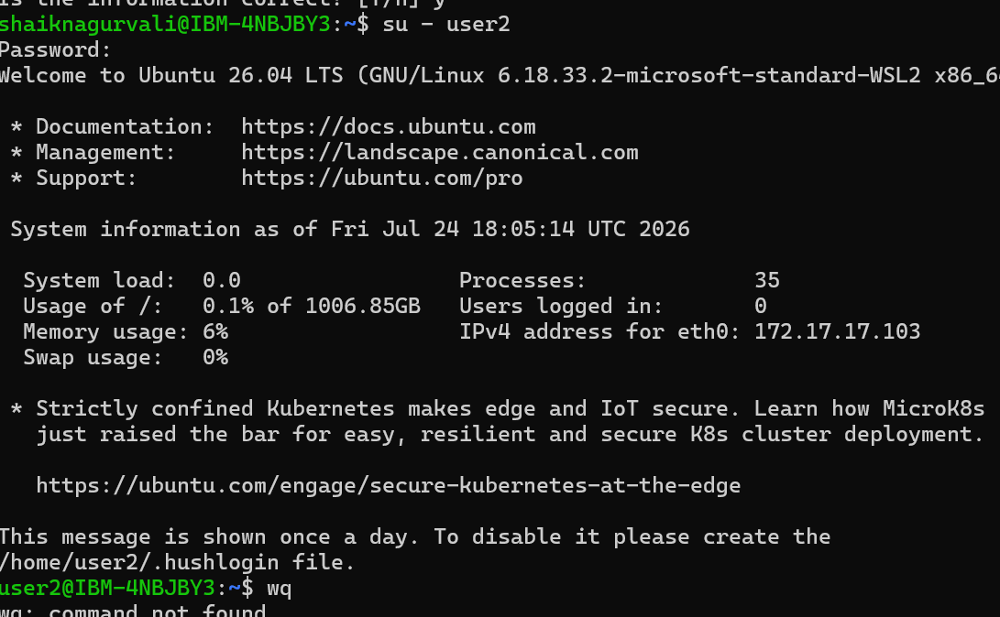 is the information correct? [Y/n] y
shaiknagurvali@IBM-4NBJBY3:~$ su - user2
Password:
Welcome to Ubuntu 26.04 LTS (GNU/Linux 6.18.33.2-microsoft-standard-WSL2 x86_64

 * Documentation:  https://docs.ubuntu.com
 * Management:     https://landscape.canonical.com
 * Support:        https://ubuntu.com/pro

 System information as of Fri Jul 24 18:05:14 UTC 2026

  System load:  0.0                 Processes:             35
  Usage of /:   0.1% of 1006.85GB   Users logged in:       0
  Memory usage: 6%                  IPv4 address for eth0: 172.17.17.103
  Swap usage:   0%

 * Strictly confined Kubernetes makes edge and IoT secure. Learn how MicroK8s
   just raised the bar for easy, resilient and secure K8s cluster deployment.

   https://ubuntu.com/engage/secure-kubernetes-at-the-edge

This message is shown once a day. To disable it please create the
/home/user2/.hushlogin file.
user2@IBM-4NBJBY3:~$ wq
wq: command not found